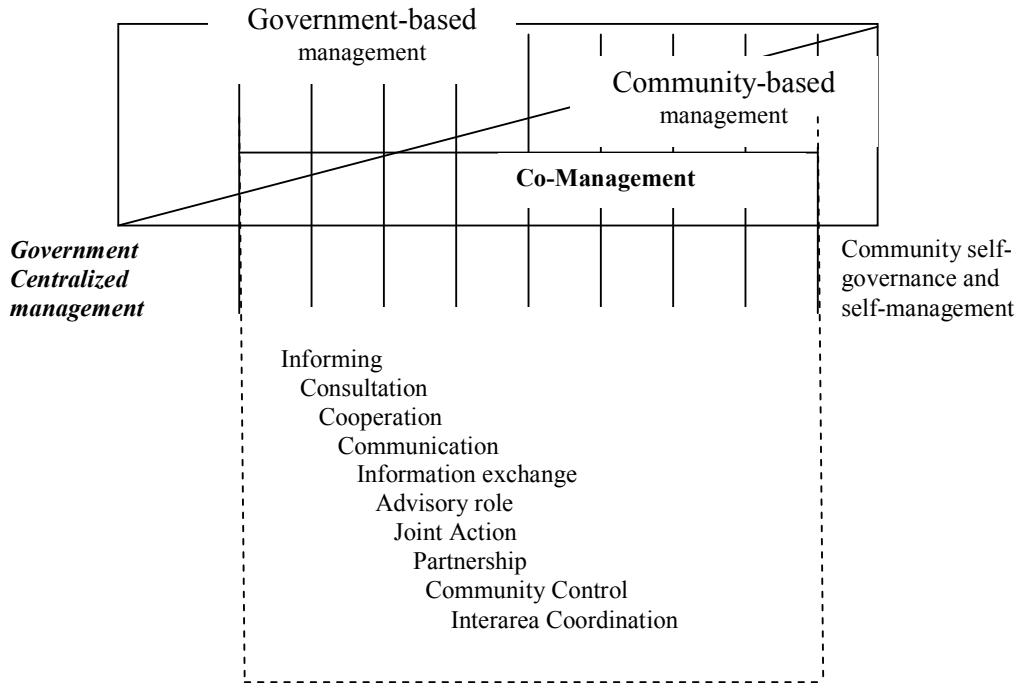 Government-based
management
Community-based
management
Co-Management
Government
Centralized
management
Community self-
governance and
self-management
Informing
Consultation
Cooperation
Communication
Information exchange
Advisory role
Joint Action
Partnership
Community Control
Interarea Coordination